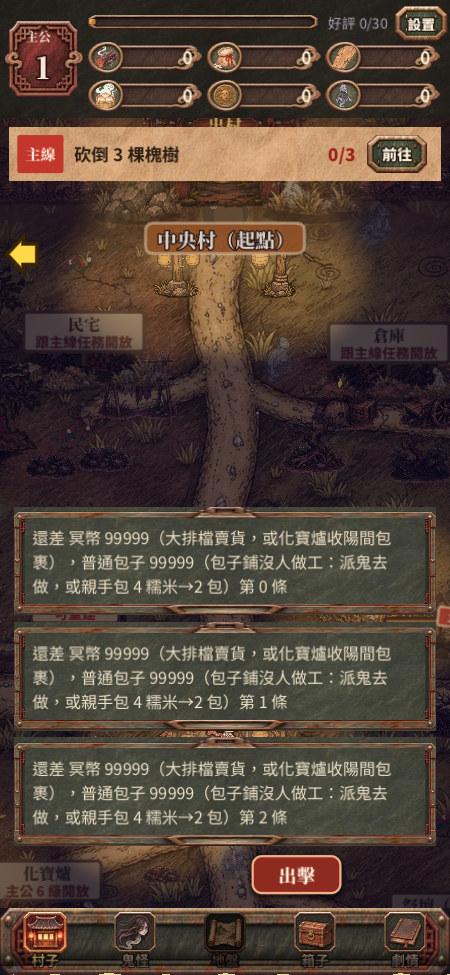 主公
1
好評 0/30
設置
0
0
0
0
0
0
出村
主線
砍倒 3 棵槐樹
0/3
前往
中央村（起點）
民宅
跟主線任務開放
倉庫
跟主線任務開放
還差 冥幣 99999（大排檔賣貨，或化寶爐收陽間包
裹），普通包子 99999（包子鋪沒人做工：派鬼去
做，或親手包 4 糯米→2 包）第 0 條
還差 冥幣 99999（大排檔賣貨，或化寶爐收陽間包
裹），普通包子 99999（包子鋪沒人做工：派鬼去
做，或親手包 4 糯米→2 包）第 1 條
還差 冥幣 99999（大排檔賣貨，或化寶爐收陽間包
裹），普通包子 99999（包子鋪沒人做工：派鬼去
做，或親手包 4 糯米→2 包）第 2 條
化寶爐
主公 6 級開放
出擊
村子
鬼怪
地盤
箱子
劇情